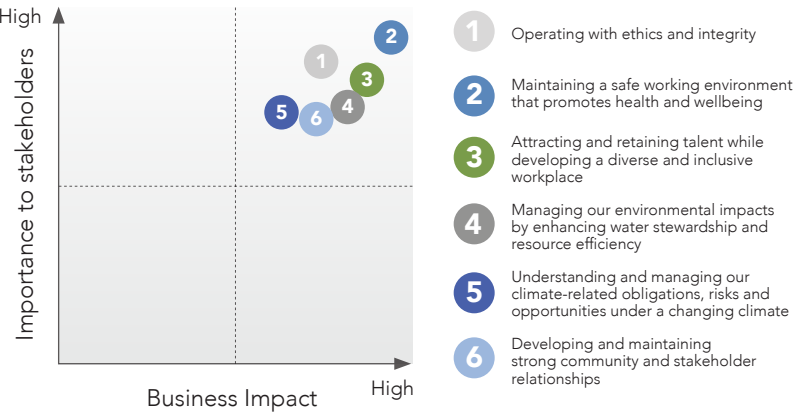 High
Importance to stakeholders
2
1
3
4
5
6
Business Impact
High
1
Operating with ethics and integrity
2
Maintaining a safe working environment
that promotes health and wellbeing
3
Attracting and retaining talent while
developing a diverse and inclusive
workplace
4
Managing our environmental impacts
by enhancing water stewardship and
resource efficiency
5
Understanding and managing our
climate-related obligations, risks and
opportunities under a changing climate
6
Developing and maintaining
strong community and stakeholder
relationships